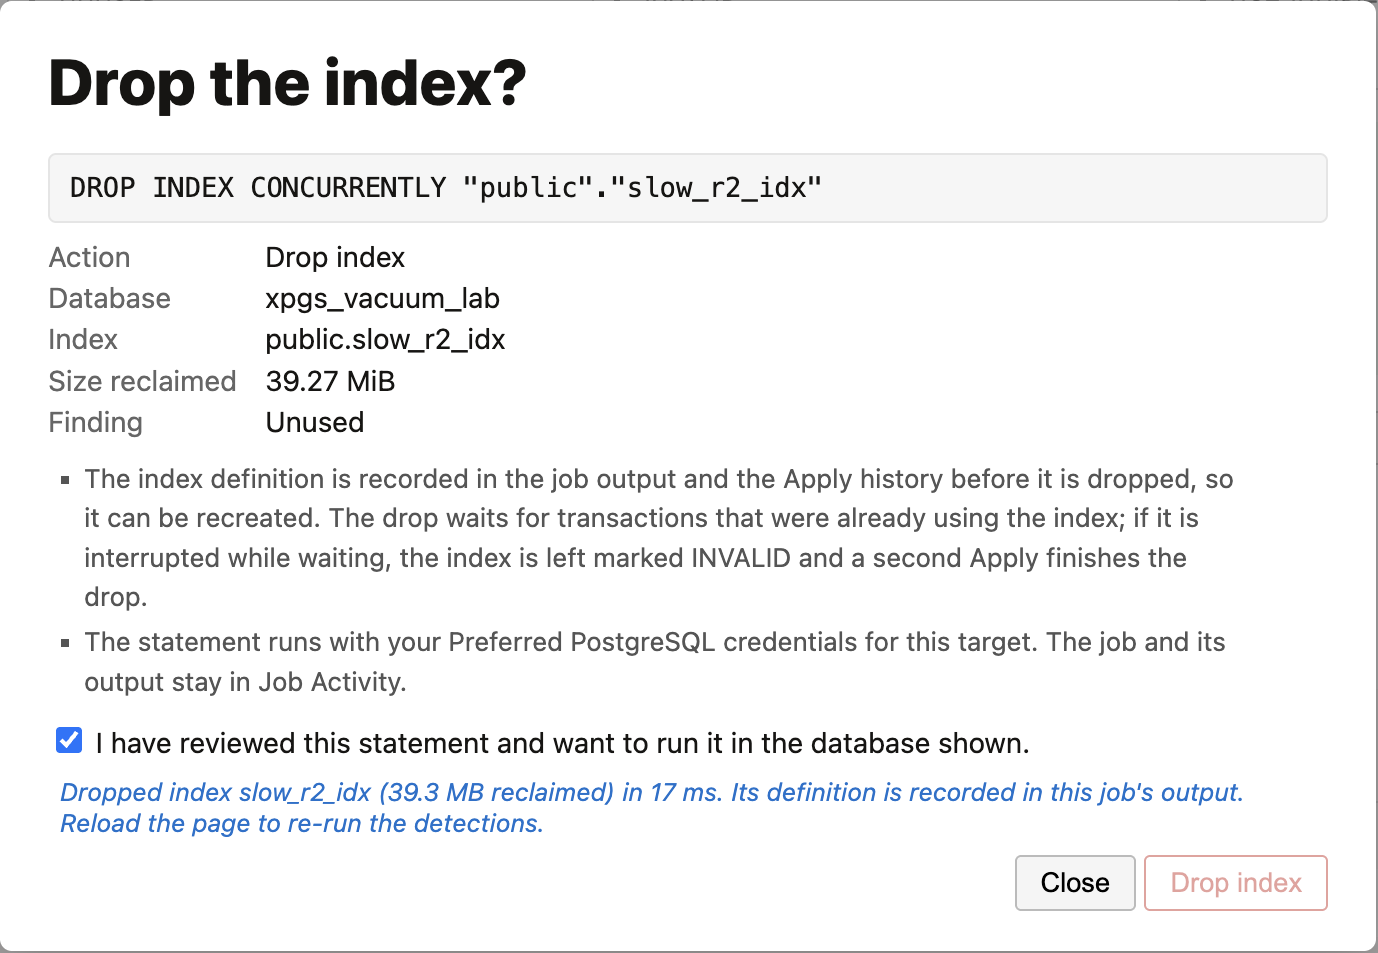 Drop the index?
DROP INDEX CONCURRENTLY "public"."slow_r2_idx"
Action Drop index
Database xpgs_vacuum_lab
Index public.slow_r2_idx
Size reclaimed 39.27 MiB
Finding Unused
▪ The index definition is recorded in the job output and the Apply history before it is dropped, so
it can be recreated. The drop waits for transactions that were already using the index; if it is
interrupted while waiting, the index is left marked INVALID and a second Apply finishes the
drop.
▪ The statement runs with your Preferred PostgreSQL credentials for this target. The job and its
output stay in Job Activity.
I have reviewed this statement and want to run it in the database shown.
Dropped index slow_r2_idx (39.3 MB reclaimed) in 17 ms. Its definition is recorded in this job's output.
Reload the page to re-run the detections.
Close Drop index